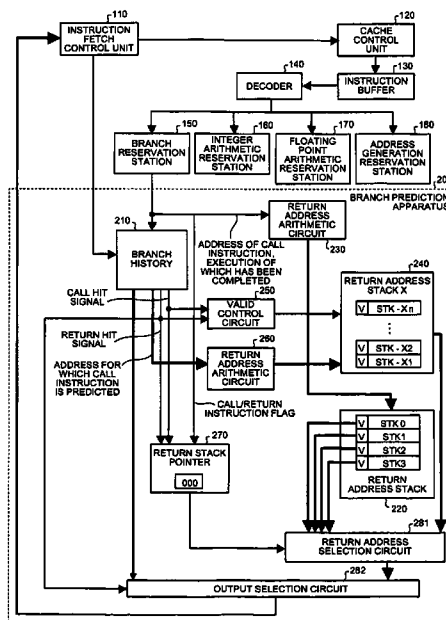 110
INSTRUCTION
FETCH
CONTROL UNIT
120
CACHE
CONTROL
UNIT
140
130
DECODER
INSTRUCTION
BUFFER
150
160
170
180
BRANCH
RESERVATION
STATION
INTEGER
ARITHMETIC
RESERVATION
STATION
FLOATING
POINT
ARITHMETIC
RESERVATION
STATION
ADDRESS
GENERATION
RESERVATION
STATION
BRANCH PREDICTION
APPARATUS
210
BRANCH
HISTORY
ADDRESS OF CALL
INSTRUCTION,
EXECUTION OF
WHICH HAS BEEN
COMPLETED
RETURN
ADDRESS
ARITHMETIC
CIRCUIT
230
240
RETURN ADDRESS
STACK X
V STK - Xn
V STK - X2
V STK - X1
CALL HIT
SIGNAL
250
VALID
CONTROL
CIRCUIT
RETURN HIT
SIGNAL
260
RETURN
ADDRESS
ARITHMETIC
CIRCUIT
ADDRESS FOR
WHICH CALL
INSTRUCTION
IS PREDICTED
CALL/RETURN
INSTRUCTION FLAG
270
RETURN STACK
POINTER
000
V STK0
V STK1
V STK2
V STK3
RETURN
ADDRESS STACK
220
281
RETURN ADDRESS
SELECTION CIRCUIT
282
OUTPUT SELECTION CIRCUIT